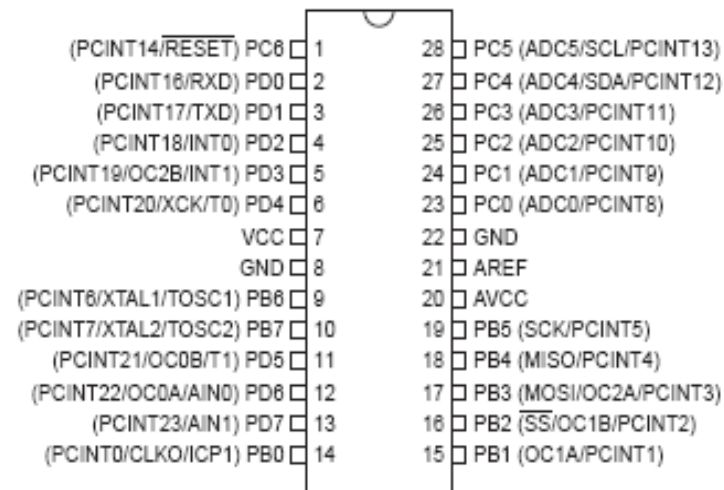 (PCINT14/RESET) PC6 1 28 PC5 (ADC5/SCL/PCINT13)
(PCINT16/RXD) PD0 2 27 PC4 (ADC4/SDA/PCINT12)
(PCINT17/TXD) PD1 3 26 PC3 (ADC3/PCINT11)
(PCINT18/INT0) PD2 4 25 PC2 (ADC2/PCINT10)
(PCINT19/OC2B/INT1) PD3 5 24 PC1 (ADC1/PCINT9)
(PCINT20/XCK/T0) PD4 6 23 PC0 (ADC0/PCINT8)
VCC 7 22 GND
GND 8 21 AREF
(PCINT6/XTAL1/TOSC1) PB6 9 20 AVCC
(PCINT7/XTAL2/TOSC2) PB7 10 19 PB5 (SCK/PCINT5)
(PCINT21/OC0B/T1) PD5 11 18 PB4 (MISO/PCINT4)
(PCINT22/OC0A/AIN0) PD6 12 17 PB3 (MOSI/OC2A/PCINT3)
(PCINT23/AIN1) PD7 13 16 PB2 (SS/OC1B/PCINT2)
(PCINT0/CLKO/ICP1) PB0 14 15 PB1 (OC1A/PCINT1)